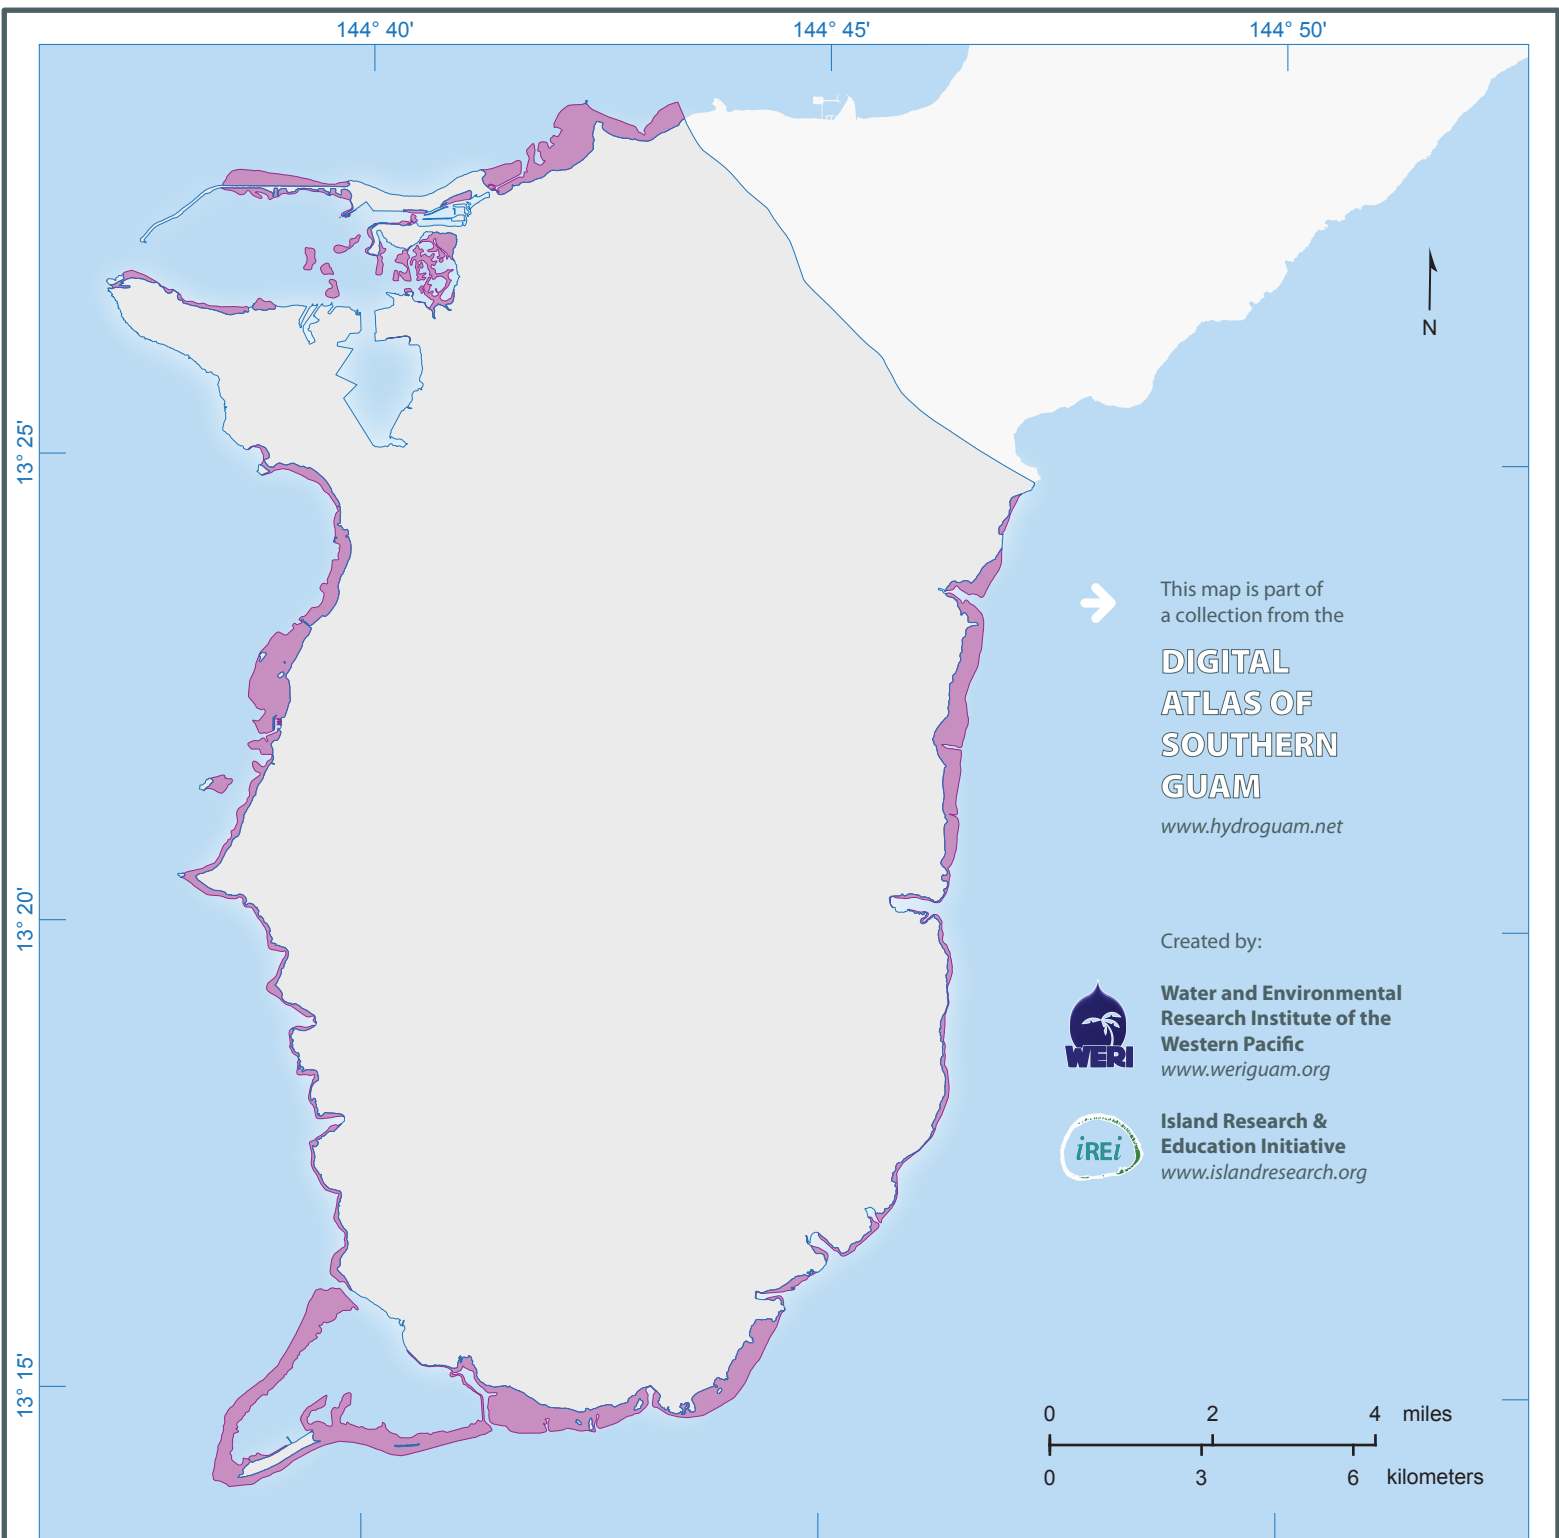 144° 40'
144° 45'
144° 50'
13° 25'
N
This map is part of
a collection from the
DIGITAL
ATLAS OF
SOUTHERN
GUAM
www.hydroguam.net
13° 20'
Created by:
WERI
Water and Environmental
Research Institute of the
Western Pacific
www.weriguam.org
iREi
Island Research &
Education Initiative
www.islandresearch.org
13° 15'
0 2 4 miles
0 3 6 kilometers